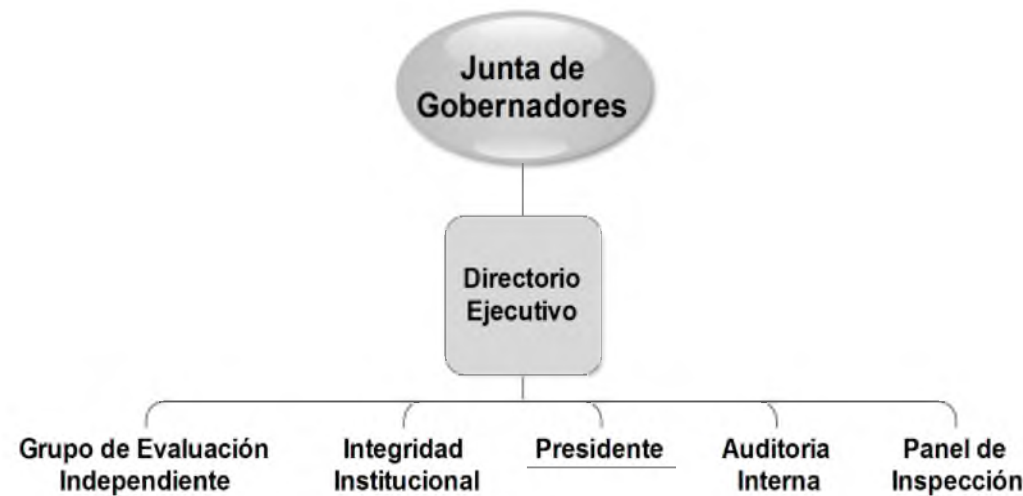 Junta de
Gobernadores
Directorio
Ejecutivo
Grupo de Evaluación
Independiente
Integridad
Institucional
Presidente
Auditoria
Interna
Panel de
Inspección